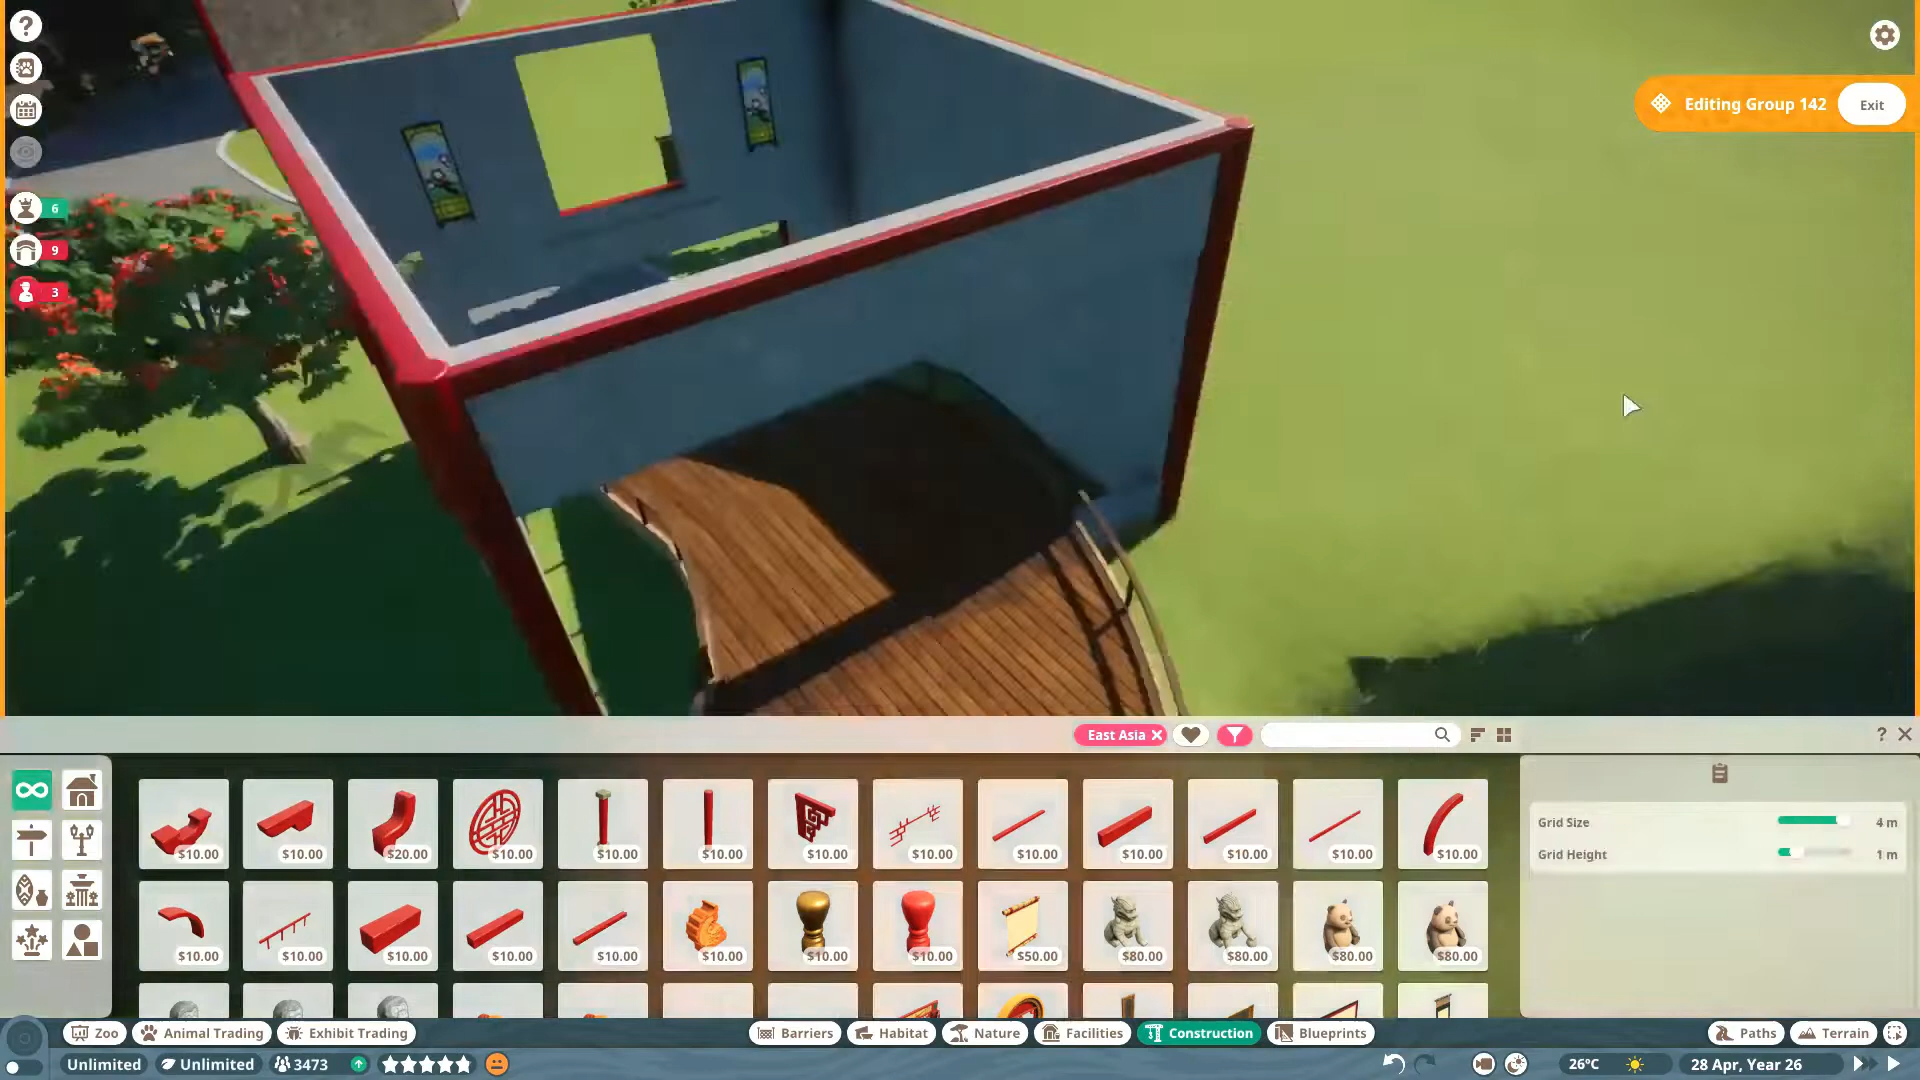 ?
6
9
3
Editing Group 142
Exit
East Asia ×
?
$10.00 $10.00 $20.00 $10.00 $10.00 $10.00 $10.00 $10.00 $10.00 $10.00 $10.00 $10.00 $10.00
$10.00 $10.00 $10.00 $10.00 $10.00 $10.00 $10.00 $10.00 $50.00 $80.00 $80.00 $80.00 $80.00
Grid Size 4 m
Grid Height 1 m
Zoo Animal Trading Exhibit Trading Barriers Habitat Nature Facilities Construction Blueprints Paths Terrain
Unlimited Unlimited 3473 26°C 28 Apr, Year 26